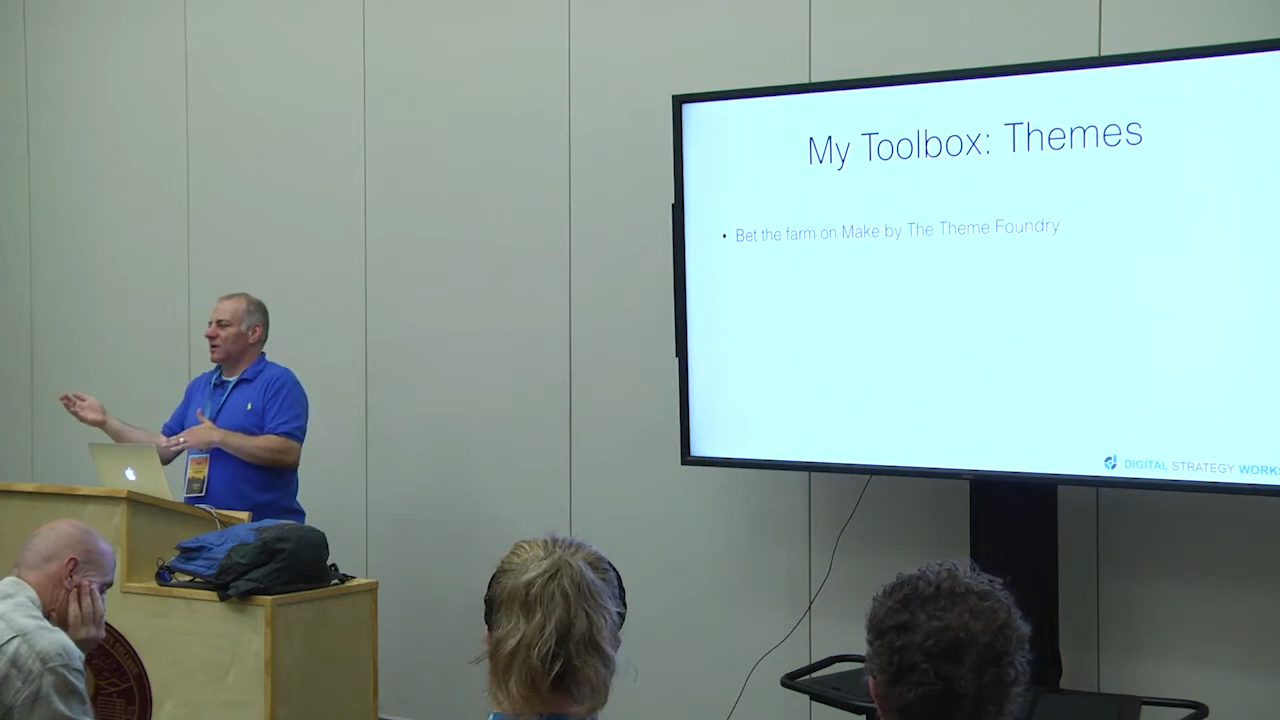 My Toolbox: Themes
• Bet the farm on Make by The Theme Foundry
DIGITAL STRATEGY WORKS